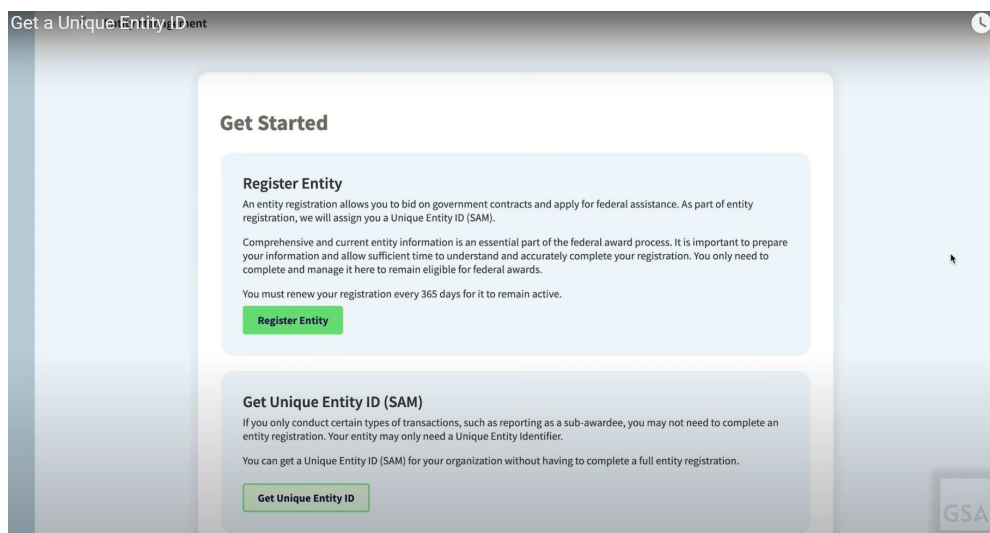 Get a Unique Entity ID
Get Started
Register Entity
An entity registration allows you to bid on government contracts and apply for federal assistance. As part of entity
registration, we will assign you a Unique Entity ID (SAM).
Comprehensive and current entity information is an essential part of the federal award process. It is important to prepare
your information and allow sufficient time to understand and accurately complete your registration. You only need to
complete and manage it here to remain eligible for federal awards.
You must renew your registration every 365 days for it to remain active.
Register Entity
Get Unique Entity ID (SAM)
If you only conduct certain types of transactions, such as reporting as a sub-awardee, you may not need to complete an
entity registration. Your entity may only need a Unique Entity Identifier.
You can get a Unique Entity ID (SAM) for your organization without having to complete a full entity registration.
Get Unique Entity ID
GSA